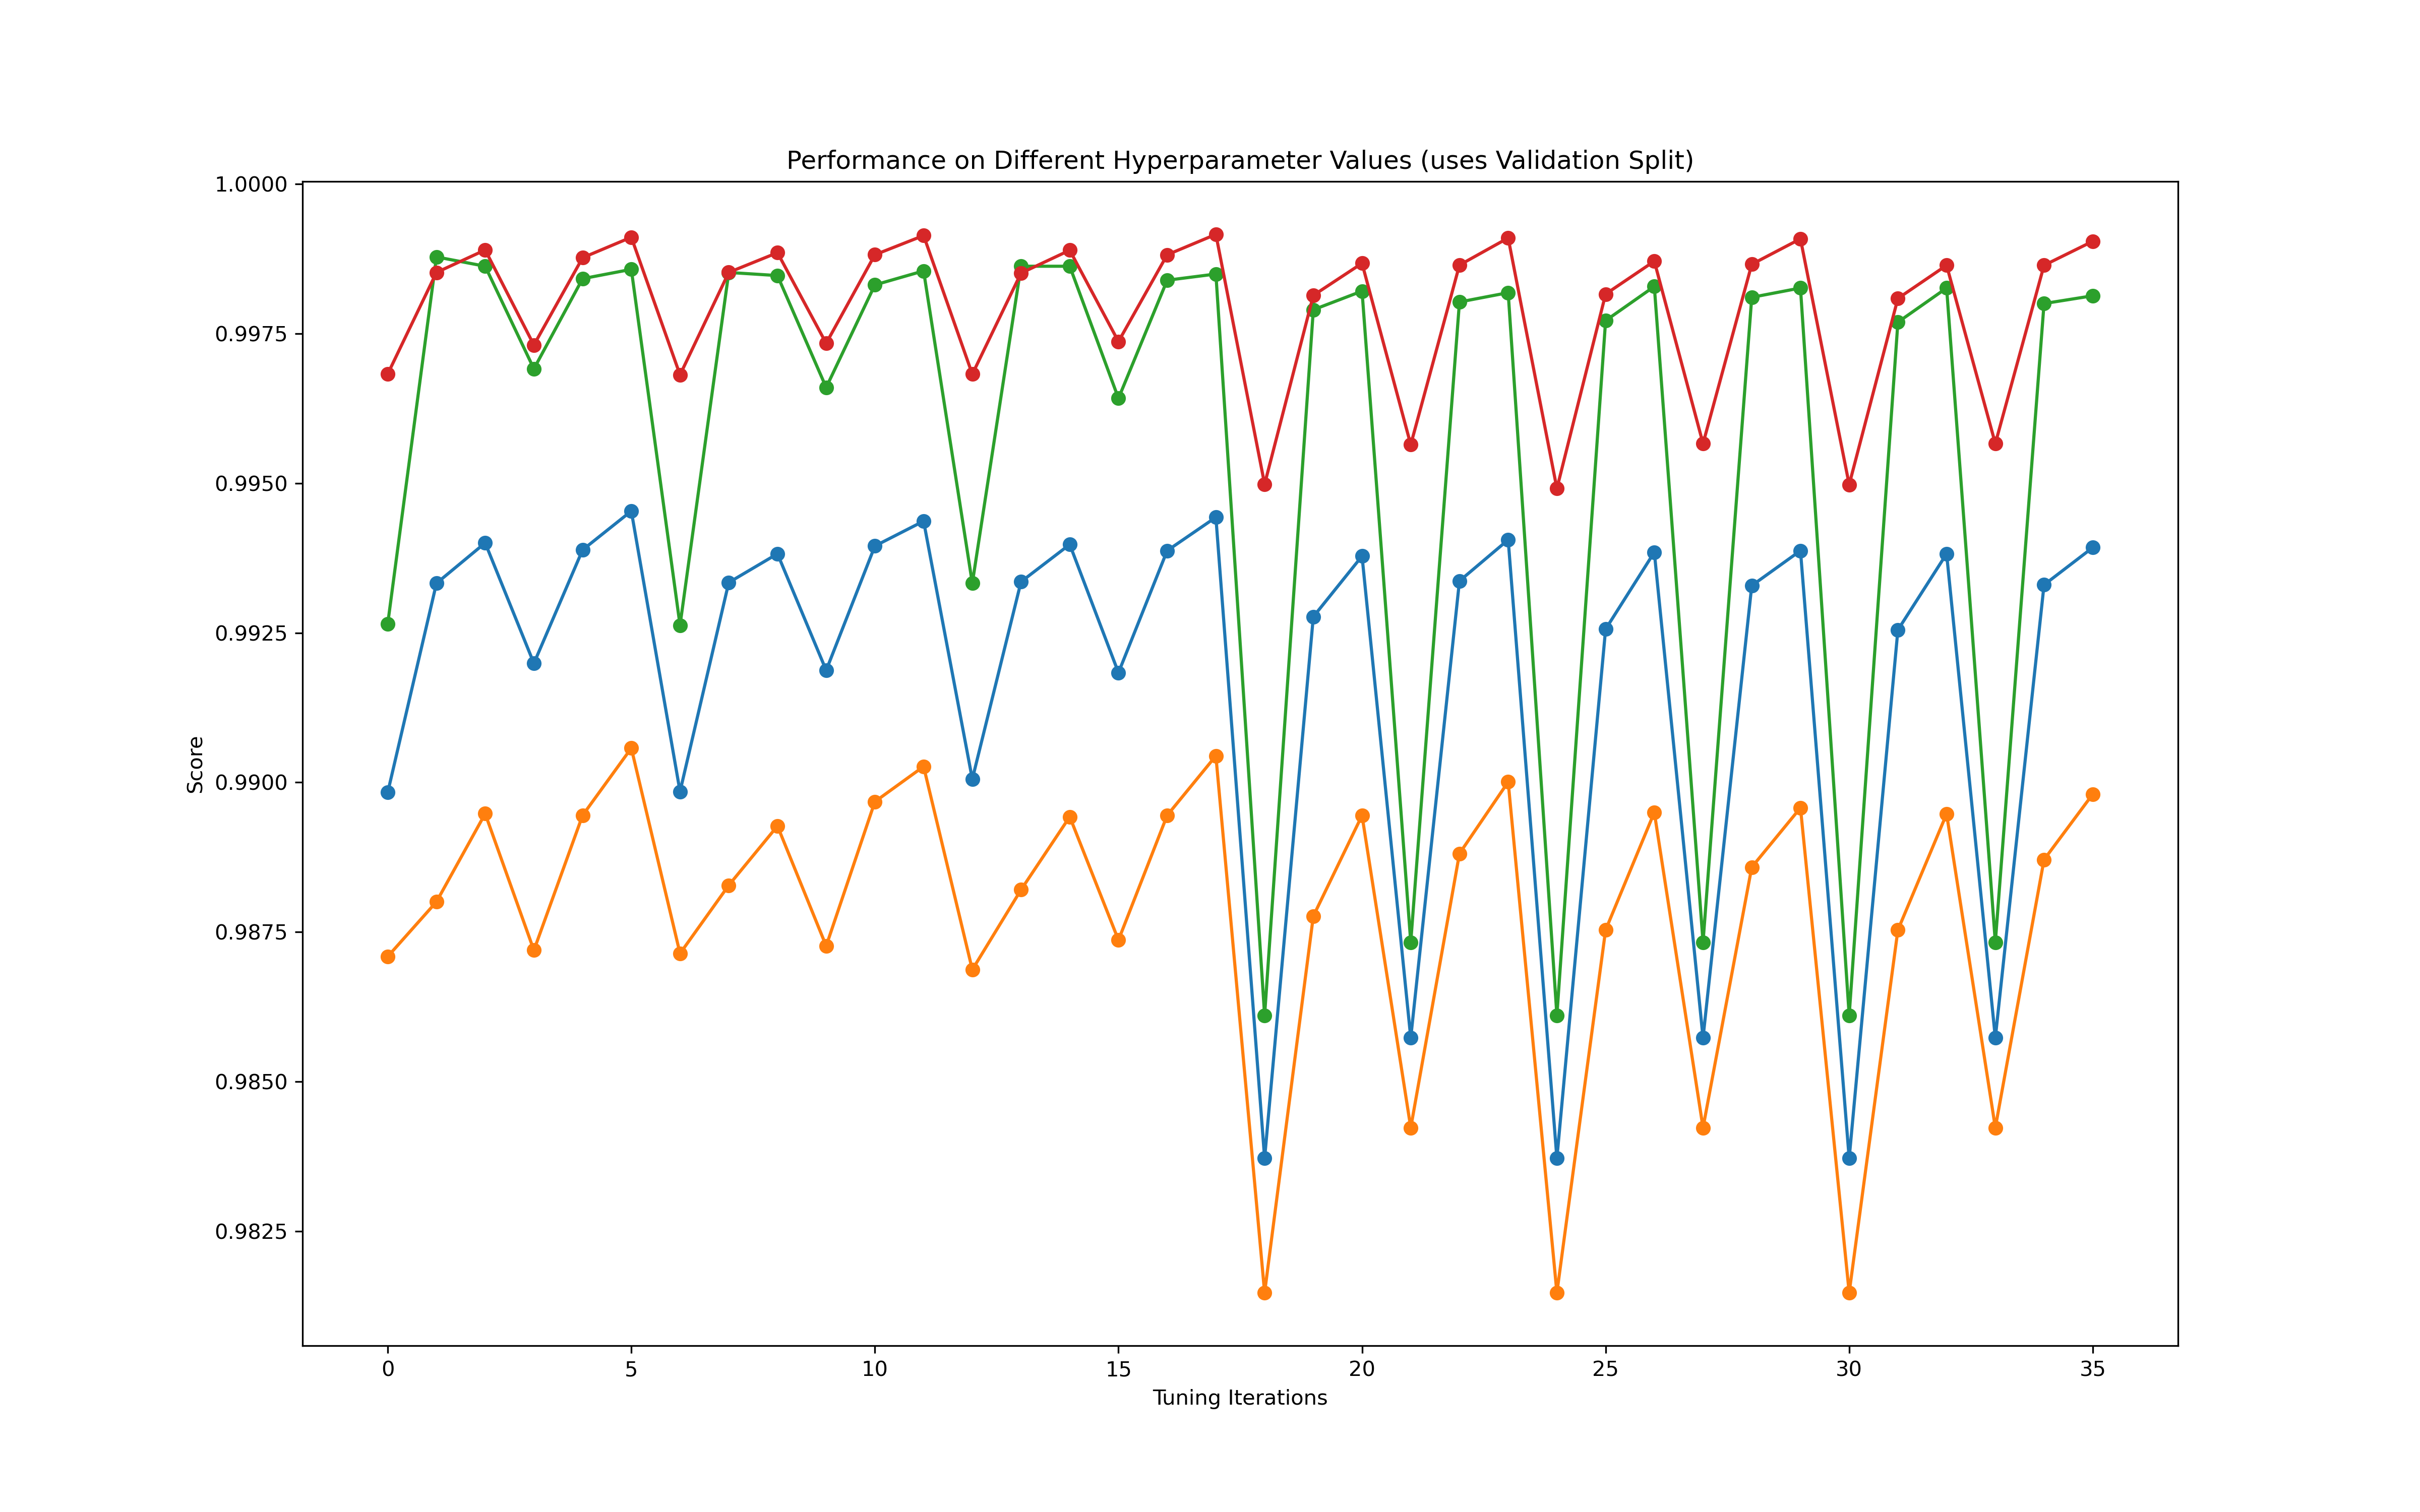 Performance on Different Hyperparameter Values (uses Validation Split)
1.0000
0.9975
0.9950
0.9925
0.9900
0.9875
0.9850
0.9825
Score
0 5 10 15 20 25 30 35
Tuning Iterations